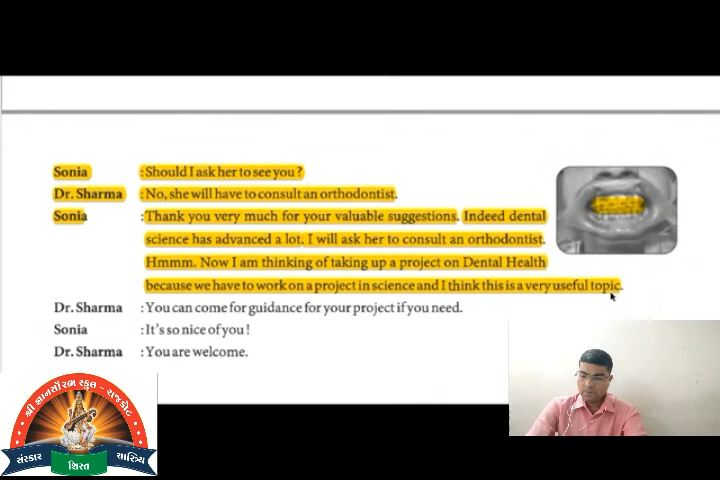 Sonia : Should I ask her to see you ?
Dr. Sharma : No, she will have to consult an orthodontist.
Sonia : Thank you very much for your valuable suggestions. Indeed dental
science has advanced a lot. I will ask her to consult an orthodontist.
Hmmm. Now I am thinking of taking up a project on Dental Health
because we have to work on a project in science and I think this is a very useful topic.
Dr. Sharma : You can come for guidance for your project if you need.
Sonia : It's so nice of you !
Dr. Sharma : You are welcome.
શ્રી જ્ઞાનસૌરભ સ્કુલ - રાજકોટ
સંસ્કાર
શિસ્ત
ચારિત્ર્ય